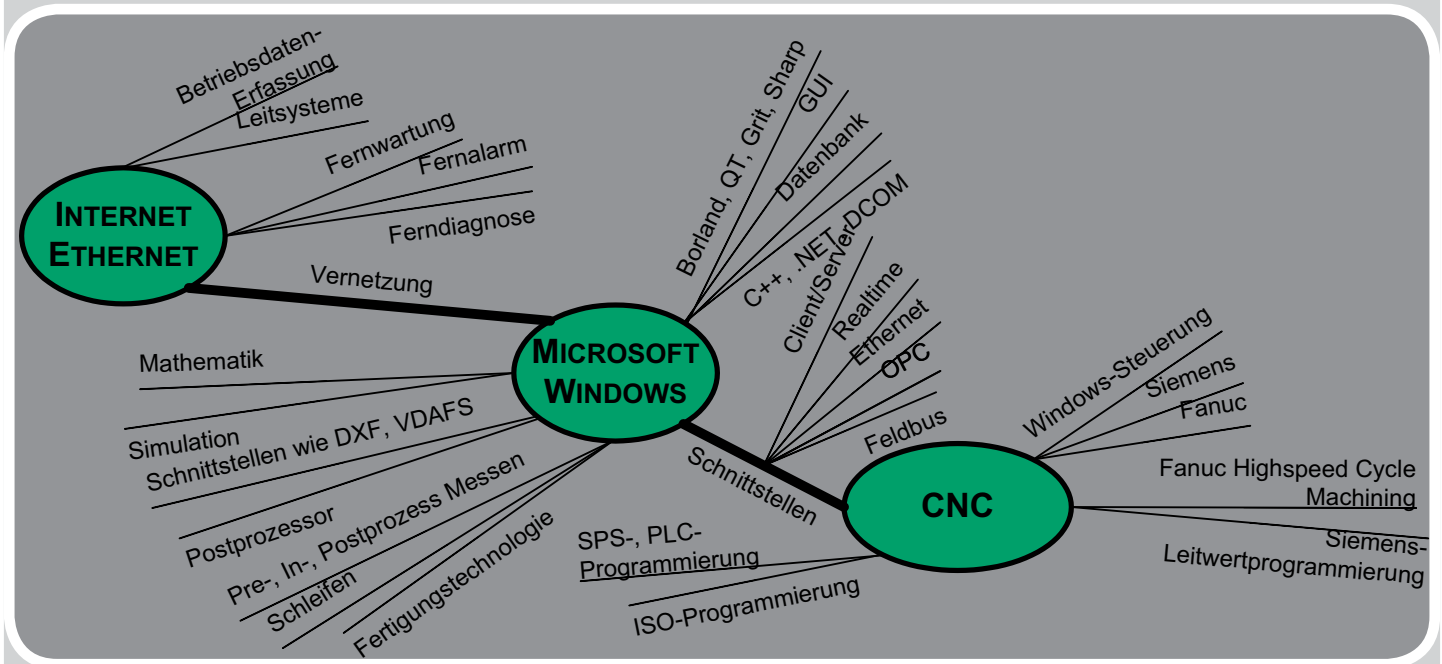 Betriebsdaten-
Erfassung
Leitsysteme
Fernwartung
Fernalarm
Ferndiagnose
INTERNET
ETHERNET
Vernetzung
Borland, QT, Grit, Sharp
GUI
Datenbank
C++, .NET, DCOM
MICROSOFT
WINDOWS
Mathematik
Simulation
Schnittstellen wie DXF, VDAFS
Postprozessor
Pre-, In-, Postprozess Messen
Schleifen
Fertigungstechnologie
Client/Server
Realtime
Ethernet
OPC
Feldbus
Schnittstellen
CNC
Windows-Steuerung
Siemens
Fanuc
Fanuc Highspeed Cycle
Machining
Siemens-
Leitwertprogrammierung
SPS-, PLC-
Programmierung
ISO-Programmierung